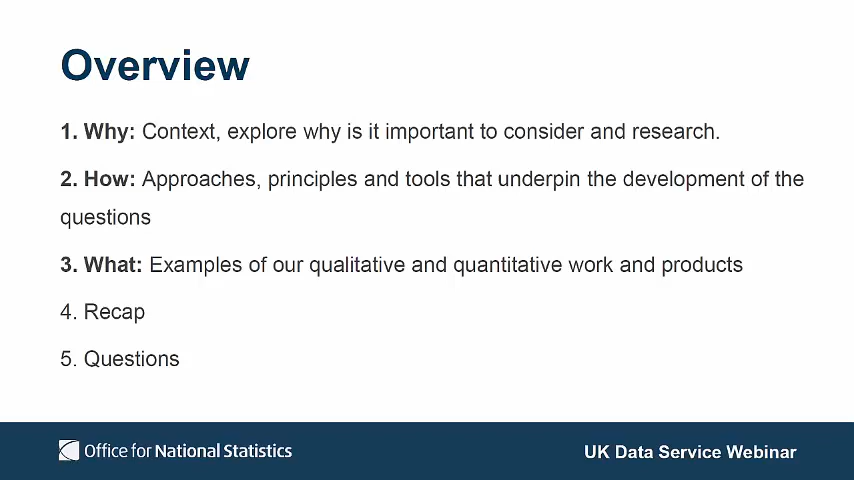 Overview
1. Why: Context, explore why is it important to consider and research.
2. How: Approaches, principles and tools that underpin the development of the
questions
3. What: Examples of our qualitative and quantitative work and products
4. Recap
5. Questions
Office for National Statistics
UK Data Service Webinar